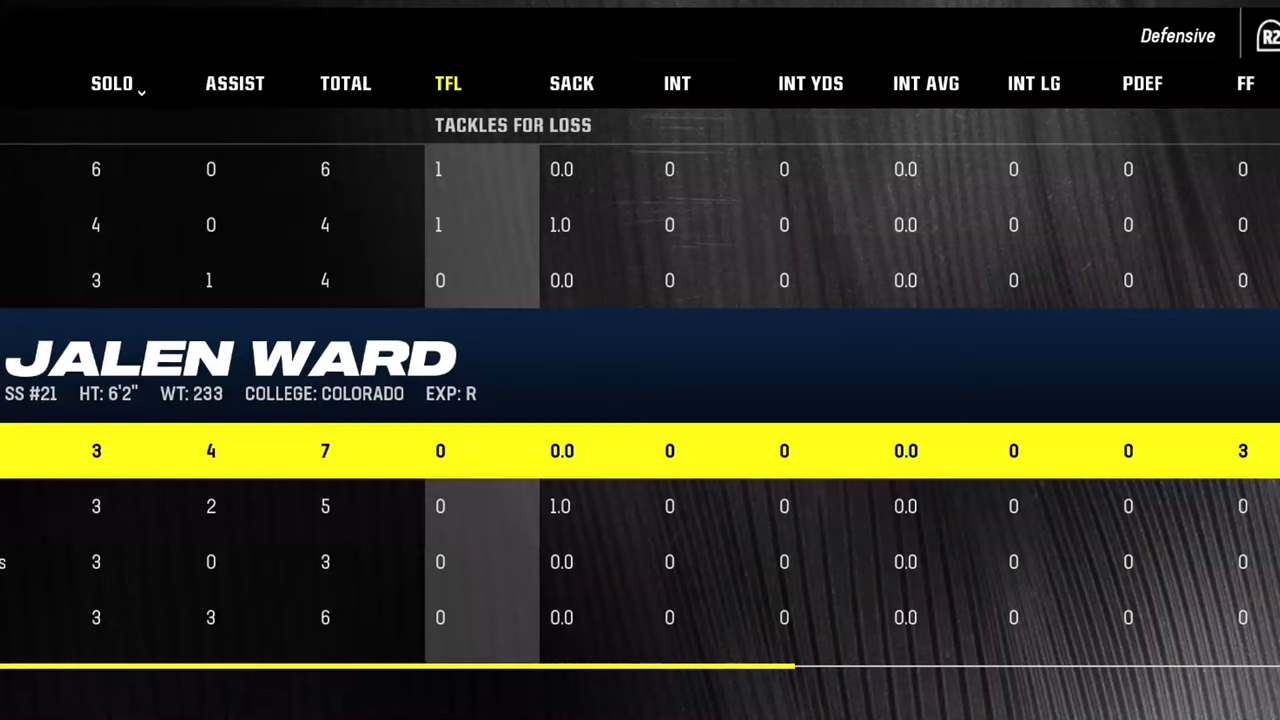 Defensive R2
SOLO ASSIST TOTAL TFL SACK INT INT YDS INT AVG INT LG PDEF FF
TACKLES FOR LOSS
6 0 6 1 0.0 0 0 0.0 0 0 0
4 0 4 1 1.0 0 0 0.0 0 0 0
3 1 4 0 0.0 0 0 0.0 0 0 0
JALEN WARD
SS #21 HT: 6'2" WT: 233 COLLEGE: COLORADO EXP: R
3 4 7 0 0.0 0 0 0.0 0 0 3
3 2 5 0 1.0 0 0 0.0 0 0 0
s 3 0 3 0 0.0 0 0 0.0 0 0 0
3 3 6 0 0.0 0 0 0.0 0 0 0